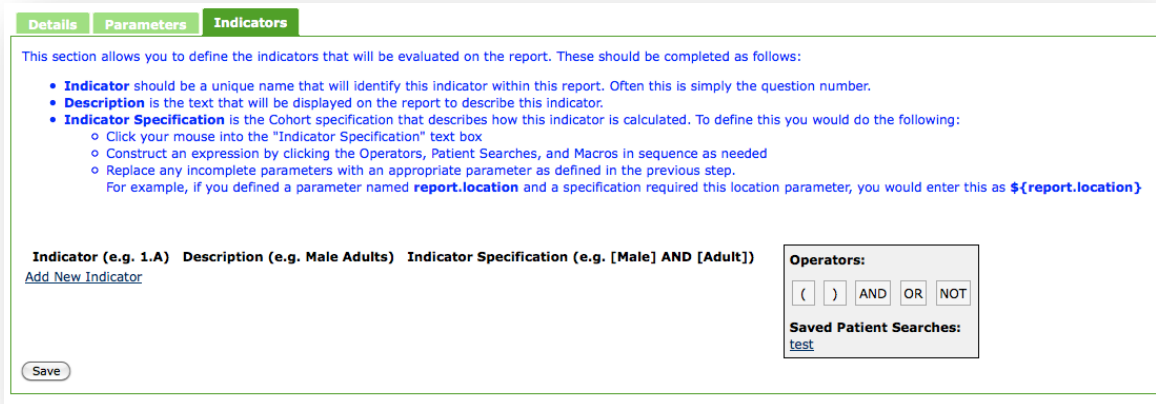 Details Parameters Indicators
This section allows you to define the indicators that will be evaluated on the report. These should be completed as follows:
• Indicator should be a unique name that will identify this indicator within this report. Often this is simply the question number.
• Description is the text that will be displayed on the report to describe this indicator.
• Indicator Specification is the Cohort specification that describes how this indicator is calculated. To define this you would do the following:
o Click your mouse into the "Indicator Specification" text box
o Construct an expression by clicking the Operators, Patient Searches, and Macros in sequence as needed
o Replace any incomplete parameters with an appropriate parameter as defined in the previous step.
For example, if you defined a parameter named report.location and a specification required this location parameter, you would enter this as ${report.location}
Indicator (e.g. 1.A) Description (e.g. Male Adults) Indicator Specification (e.g. [Male] AND [Adult])
Add New Indicator
Operators:
( ) AND OR NOT
Saved Patient Searches:
test
Save